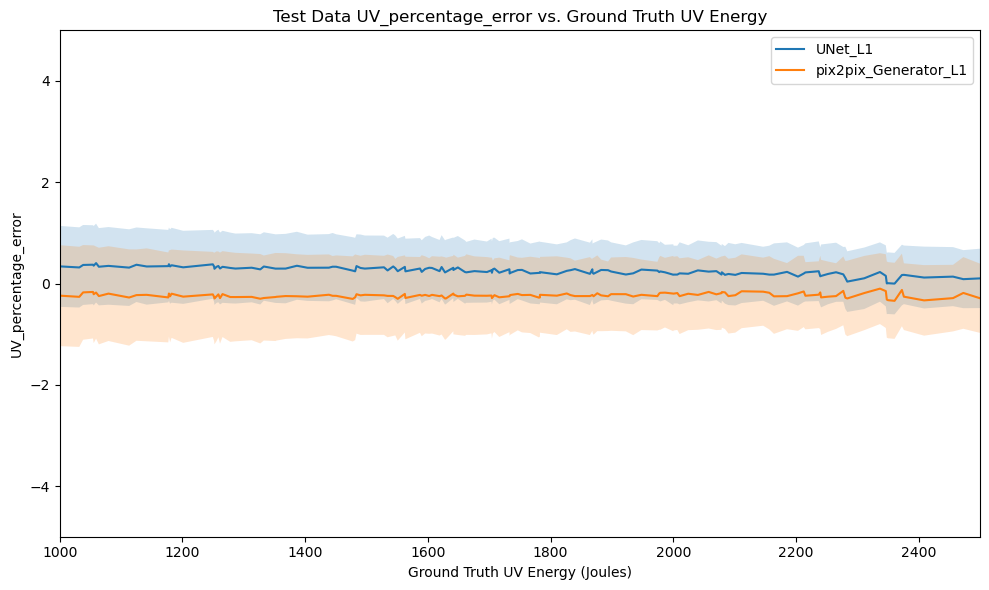 Test Data UV_percentage_error vs. Ground Truth UV Energy
UNet_L1
pix2pix_Generator_L1
UV_percentage_error
4
2
0
−2
−4
1000 1200 1400 1600 1800 2000 2200 2400
Ground Truth UV Energy (Joules)